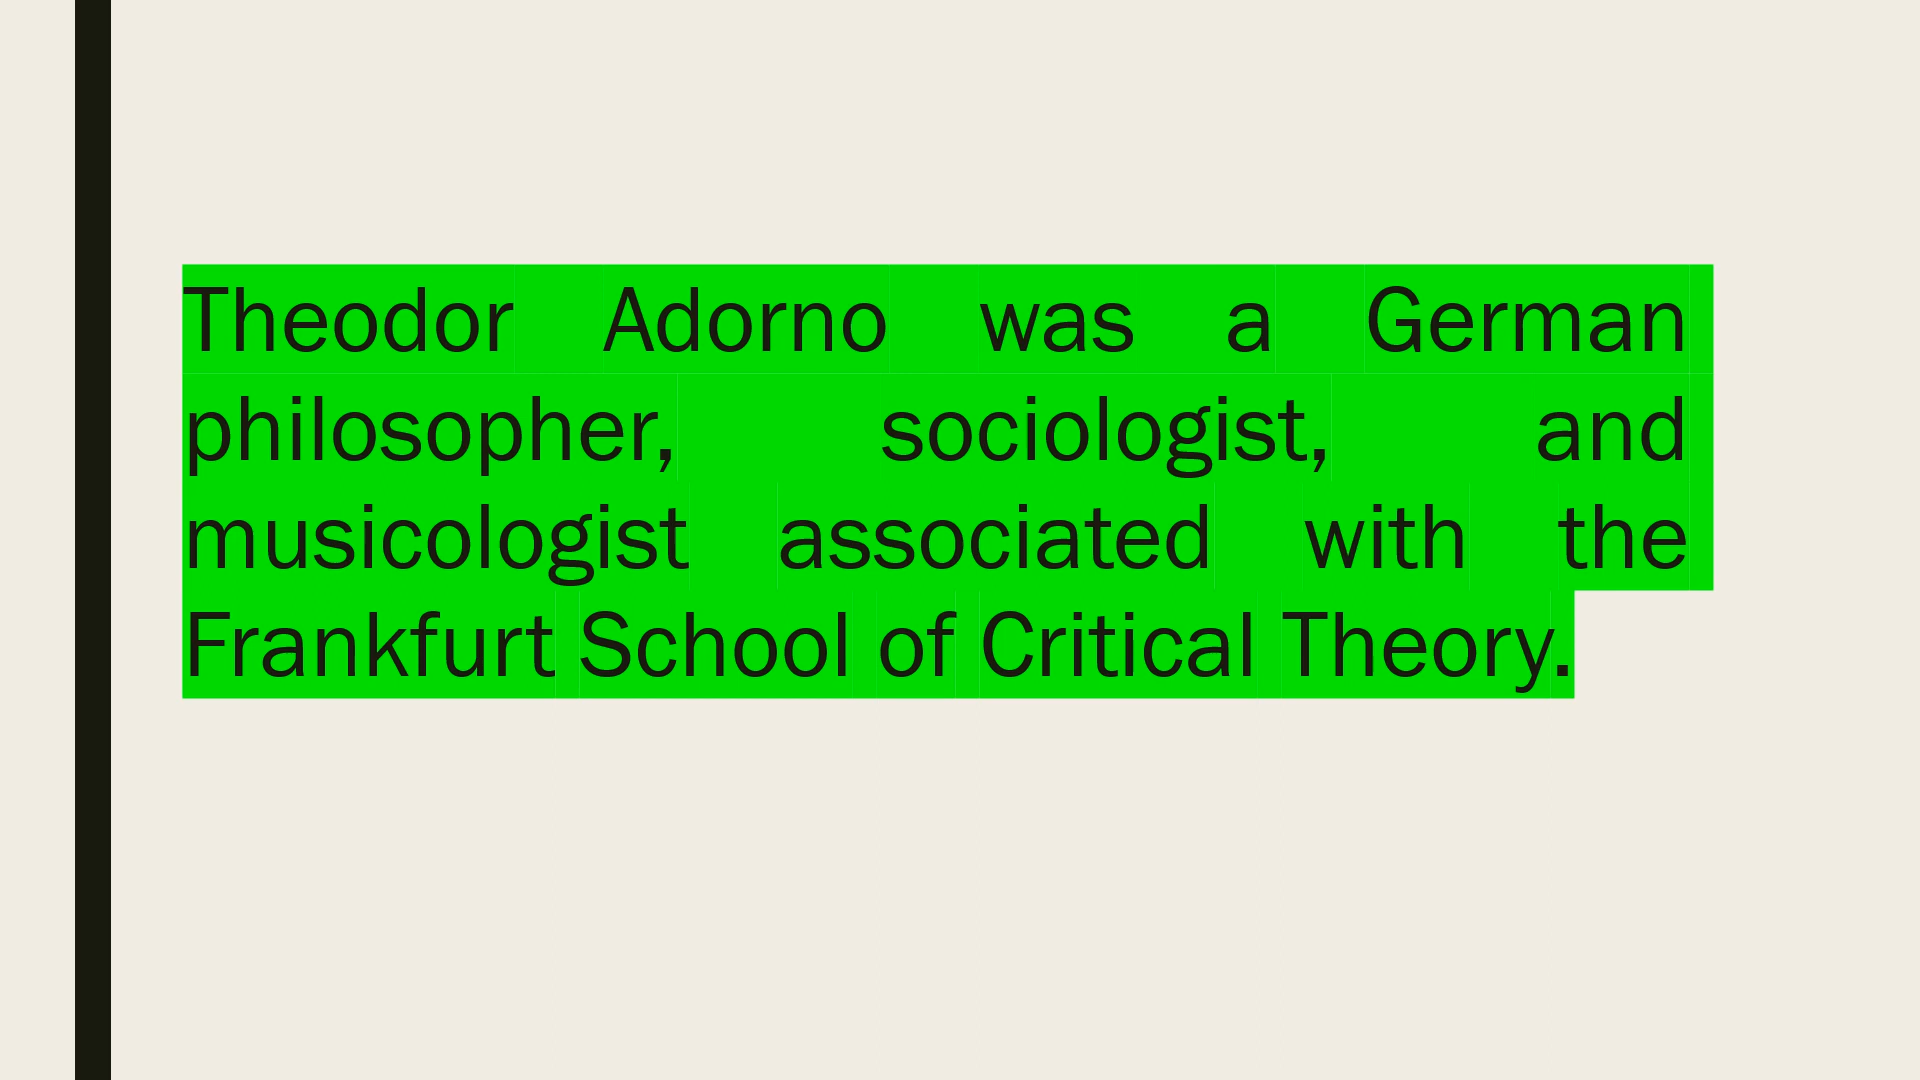 Theodor Adorno was a German
philosopher, sociologist, and
musicologist associated with the
Frankfurt School of Critical Theory.